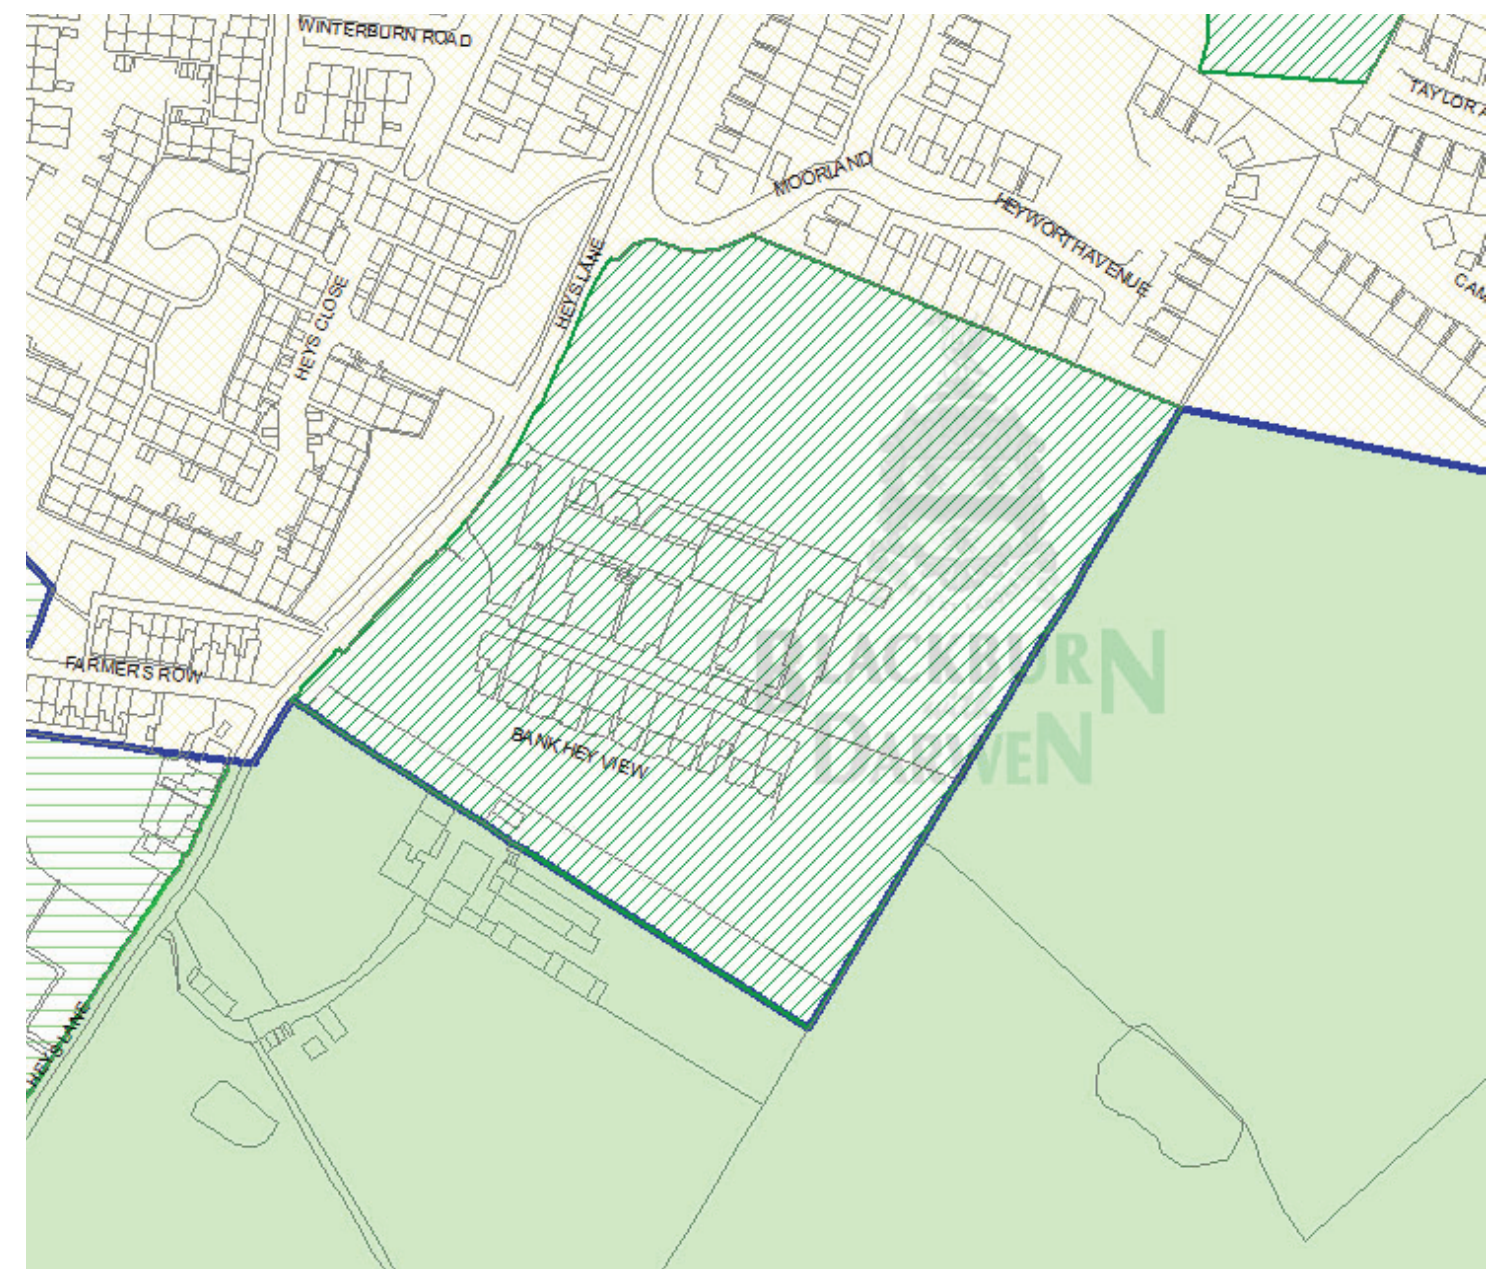 WINTERBURN ROAD
TAYLOR A
MOORLAND
HEYWORTH AVENUE
HEYS LANE
HEYS CLOSE
CAM
FARMERS ROW
BLACKBURN
DARWEN
BANK HEY VIEW
HEYS LANE